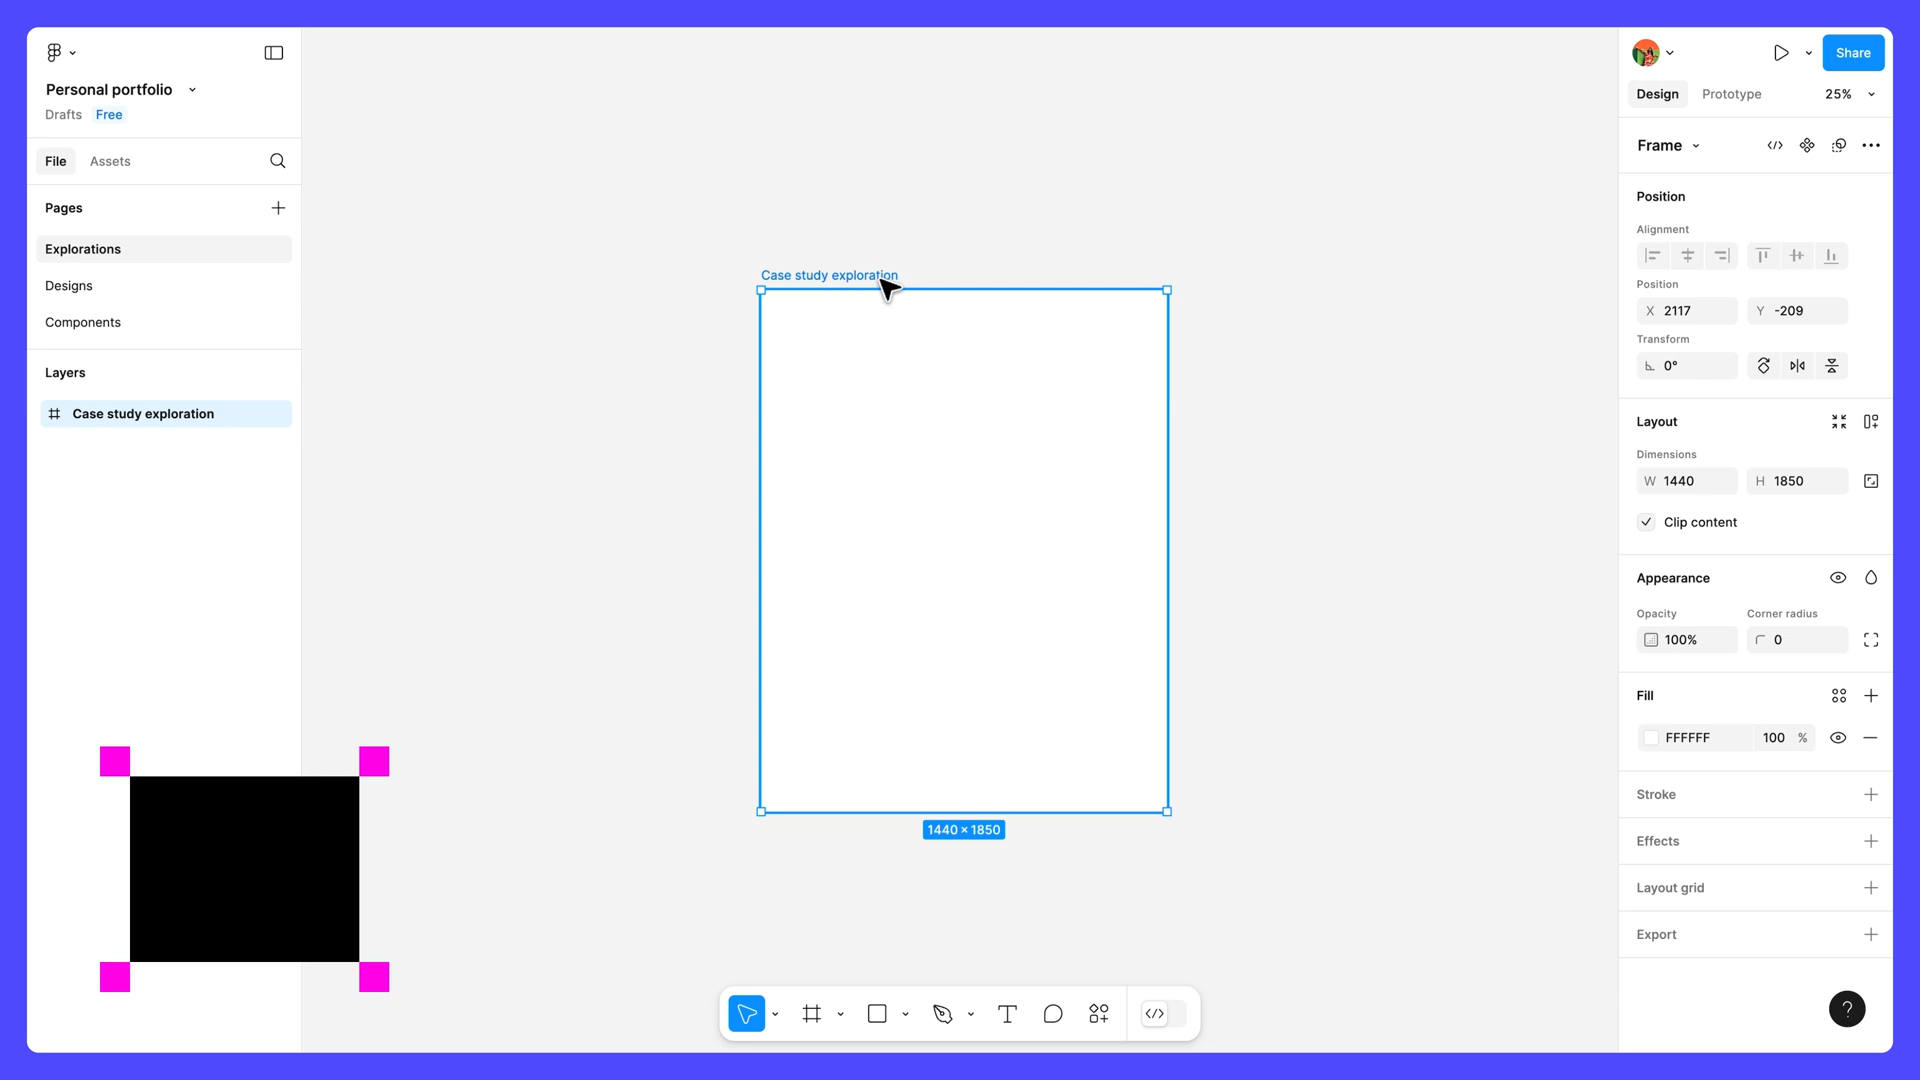 Personal portfolio
Drafts Free
File Assets
Pages
Explorations
Designs
Components
Layers
Case study exploration
Case study exploration
1440 × 1850
Share
Design Prototype 25%
Frame
Position
Alignment
Position
X 2117 Y -209
Transform
0°
Layout
Dimensions
W 1440 H 1850
Clip content
Appearance
Opacity Corner radius
100% 0
Fill
FFFFFF 100 %
Stroke
Effects
Layout grid
Export
?